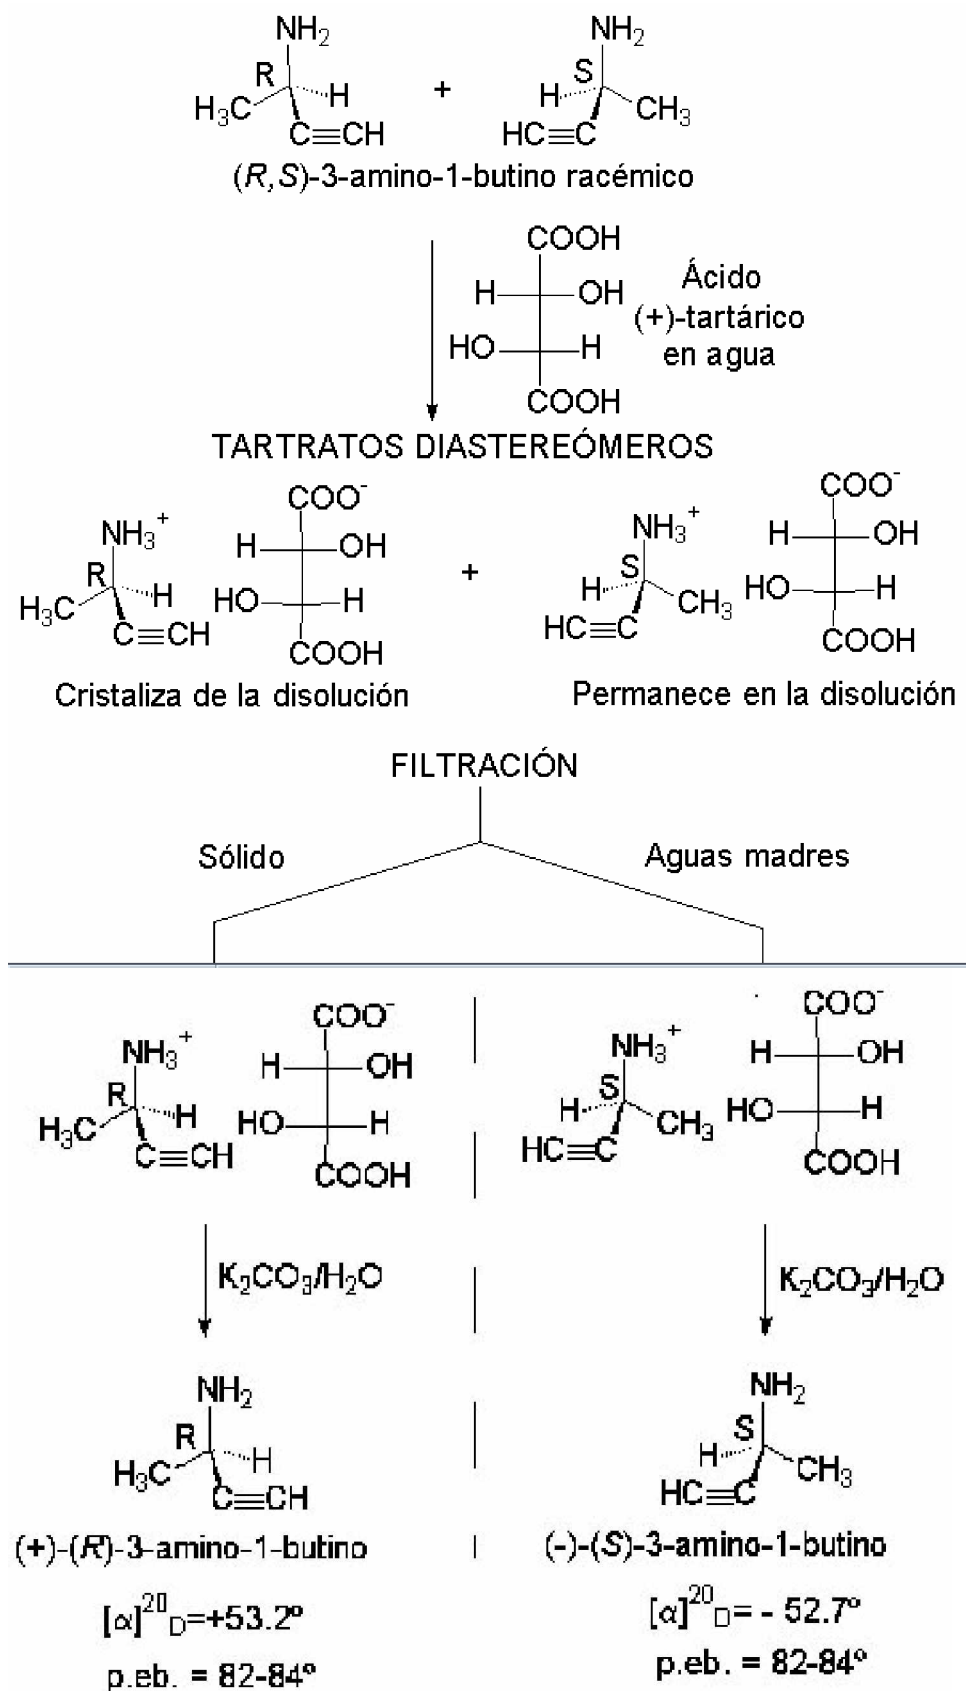 NH2 NH2
R S
H3C H + H CH3
C≡CH HC≡C
(R,S)-3-amino-1-butino racémico
COOH
H OH
HO H
COOH
Ácido
(+)-tartárico
en agua
TARTRATOS DIASTEREÓMEROS
NH3+ COO-
R H OH
H3C H HO H
C≡CH COOH
Cristaliza de la disolución
+
NH3+ COO-
S H OH
H CH3 HO H
HC≡C COOH
Permanece en la disolución
FILTRACIÓN
Sólido Aguas madres
NH3+ COO-
R H OH
H3C H HO H
C≡CH COOH
K2CO3/H2O
NH2
R
H3C H
C≡CH
(+)-(R)-3-amino-1-butino
[α]20D=+53.2º
p.eb. = 82-84º
NH3+ COO-
S H OH
H CH3 HO H
HC≡C COOH
K2CO3/H2O
NH2
S
H CH3
HC≡C
(-)-(S)-3-amino-1-butino
[α]20D= - 52.7º
p.eb. = 82-84º